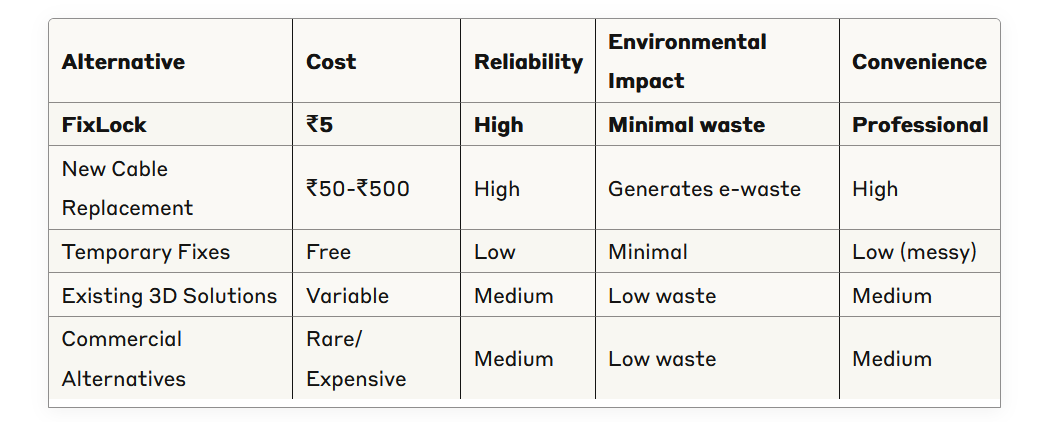 Alternative Cost Reliability Environmental Impact Convenience
FixLock ₹5 High Minimal waste Professional
New Cable Replacement ₹50-₹500 High Generates e-waste High
Temporary Fixes Free Low Minimal Low (messy)
Existing 3D Solutions Variable Medium Low waste Medium
Commercial Alternatives Rare/ Expensive Medium Low waste Medium